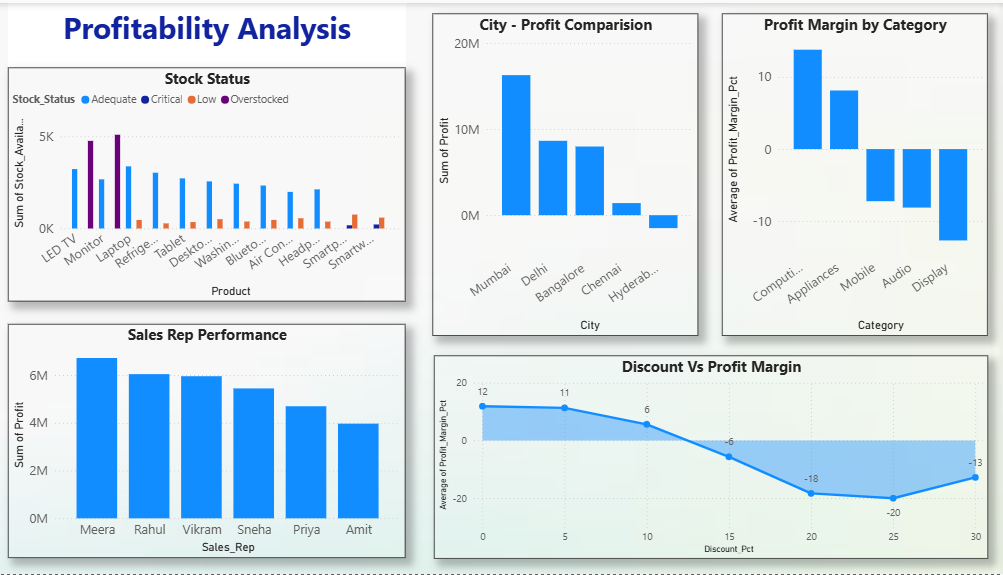 Profitability Analysis
Stock Status
Stock_Status Adequate Critical Low Overstocked
Sum of Stock_Availa...
5K
0K
LED TV
Monitor
Laptop
Refrige...
Tablet
Deskto...
Washin...
Blueto...
Air Con...
Headp...
Smartp...
Smartw...
Product
City - Profit Comparision
Sum of Profit
20M
10M
0M
Mumbai
Delhi
Bangalore
Chennai
Hyderab...
City
Profit Margin by Category
Average of Profit_Margin_Pct
10
0
-10
Computi...
Appliances
Mobile
Audio
Display
Category
Sales Rep Performance
Sum of Profit
6M
4M
2M
0M
Meera Rahul Vikram Sneha Priya Amit
Sales_Rep
Discount Vs Profit Margin
Average of Profit_Margin_Pct
20
0
-20
12
11
6
-6
-18
-20
-13
0 5 10 15 20 25 30
Discount_Pct